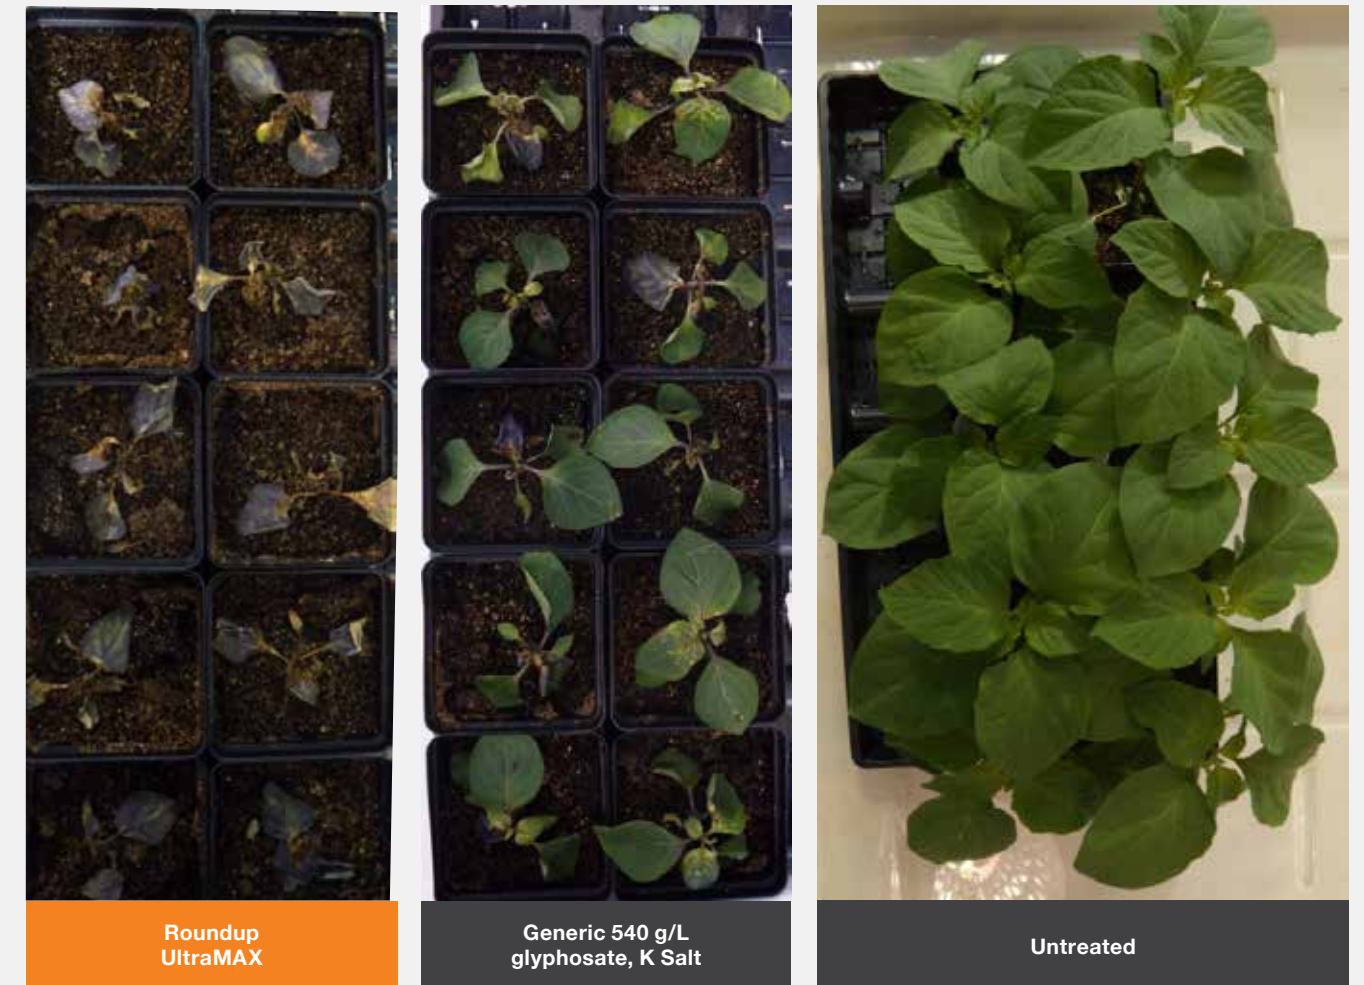 Roundup
UltraMAX
Generic 540 g/L
glyphosate, K Salt
Untreated